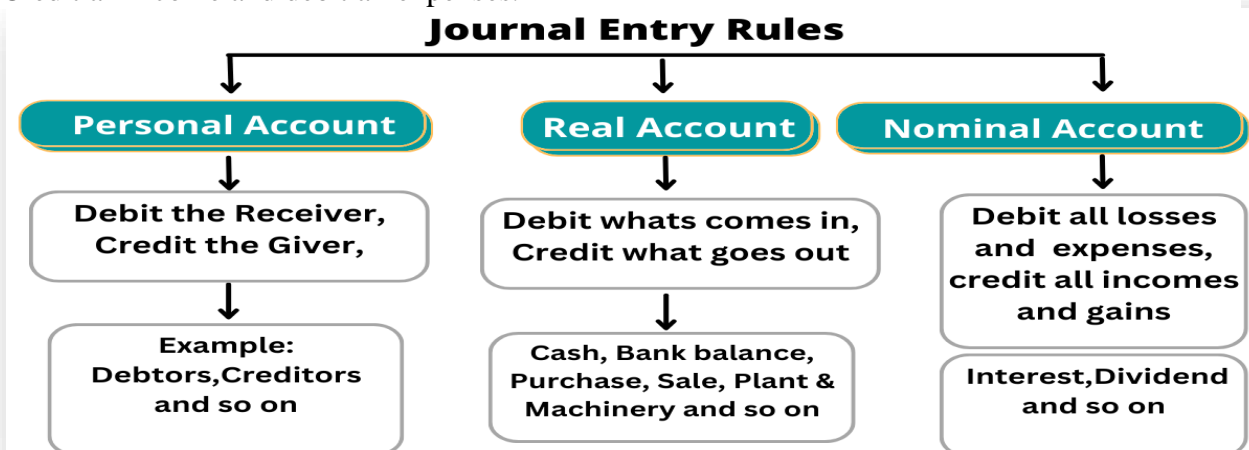 Journal Entry Rules
Personal Account
Real Account
Nominal Account
Debit the Receiver,
Credit the Giver,
Debit whats comes in,
Credit what goes out
Debit all losses
and expenses,
credit all incomes
and gains
Example:
Debtors,Creditors
and so on
Cash, Bank balance,
Purchase, Sale, Plant &
Machinery and so on
Interest,Dividend
and so on